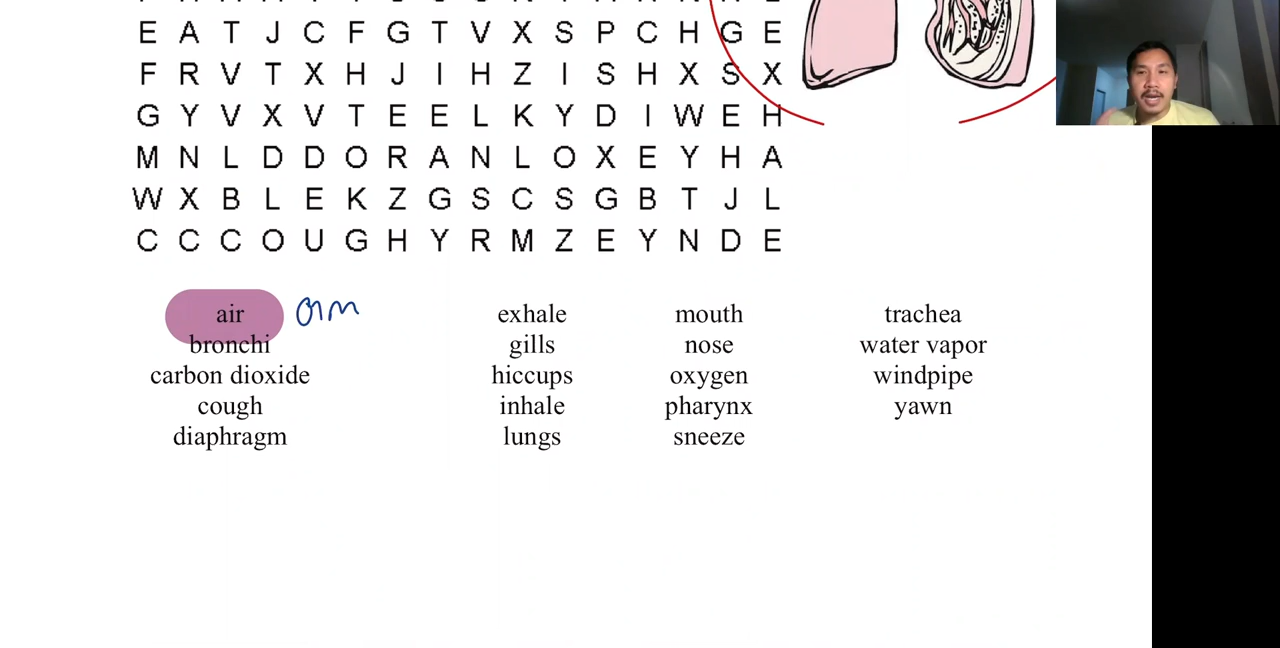 E A T J C F G T V X S P C H G E
F R V T X H J I H Z I S H X S X
G Y V X V T E E L K Y D I W E H
M N L D D O R A N L O X E Y H A
W X B L E K Z G S C S G B T J L
C C C O U G H Y R M Z E Y N D E
air exhale mouth trachea
bronchi gills nose water vapor
carbon dioxide hiccups oxygen windpipe
cough inhale pharynx yawn
diaphragm lungs sneeze